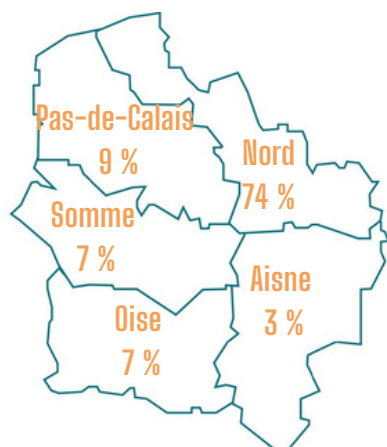 Pas-de-Calais
9 %
Nord
74 %
Somme
7 %
Aisne
3 %
Oise
7 %